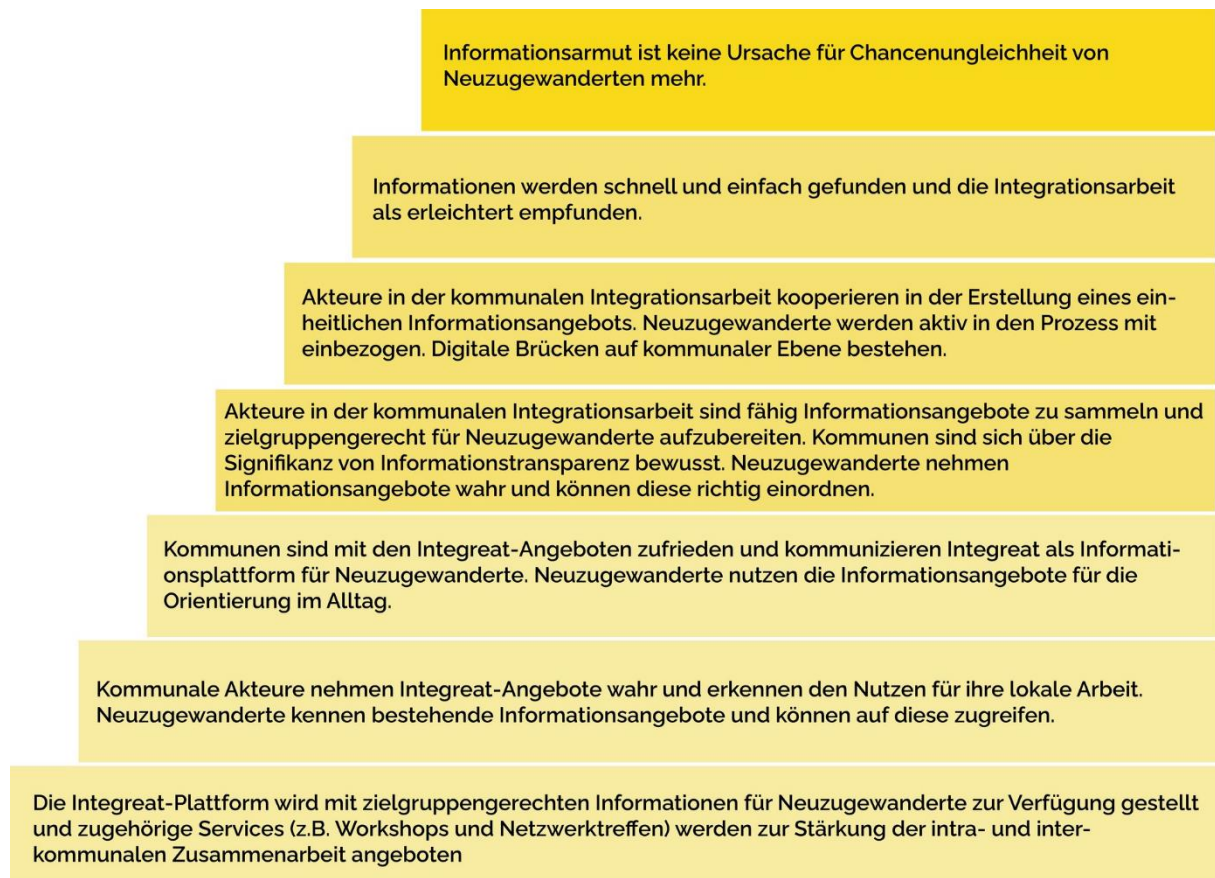 Informationsarmut ist keine Ursache für Chancenungleichheit von
Neuzugewanderten mehr.
Informationen werden schnell und einfach gefunden und die Integrationsarbeit
als erleichtert empfunden.
Akteure in der kommunalen Integrationsarbeit kooperieren in der Erstellung eines ein-
heitlichen Informationsangebots. Neuzugewanderte werden aktiv in den Prozess mit
einbezogen. Digitale Brücken auf kommunaler Ebene bestehen.
Akteure in der kommunalen Integrationsarbeit sind fähig Informationsangebote zu sammeln und
zielgruppengerecht für Neuzugewanderte aufzubereiten. Kommunen sind sich über die
Signifikanz von Informationstransparenz bewusst. Neuzugewanderte nehmen
Informationsangebote wahr und können diese richtig einordnen.
Kommunen sind mit den Integreat-Angeboten zufrieden und kommunizieren Integreat als Informati-
onsplattform für Neuzugewanderte. Neuzugewanderte nutzen die Informationsangebote für die
Orientierung im Alltag.
Kommunale Akteure nehmen Integreat-Angebote wahr und erkennen den Nutzen für ihre lokale Arbeit.
Neuzugewanderte kennen bestehende Informationsangebote und können auf diese zugreifen.
Die Integreat-Plattform wird mit zielgruppengerechten Informationen für Neuzugewanderte zur Verfügung gestellt
und zugehörige Services (z.B. Workshops und Netzwerktreffen) werden zur Stärkung der intra- und inter-
kommunalen Zusammenarbeit angeboten